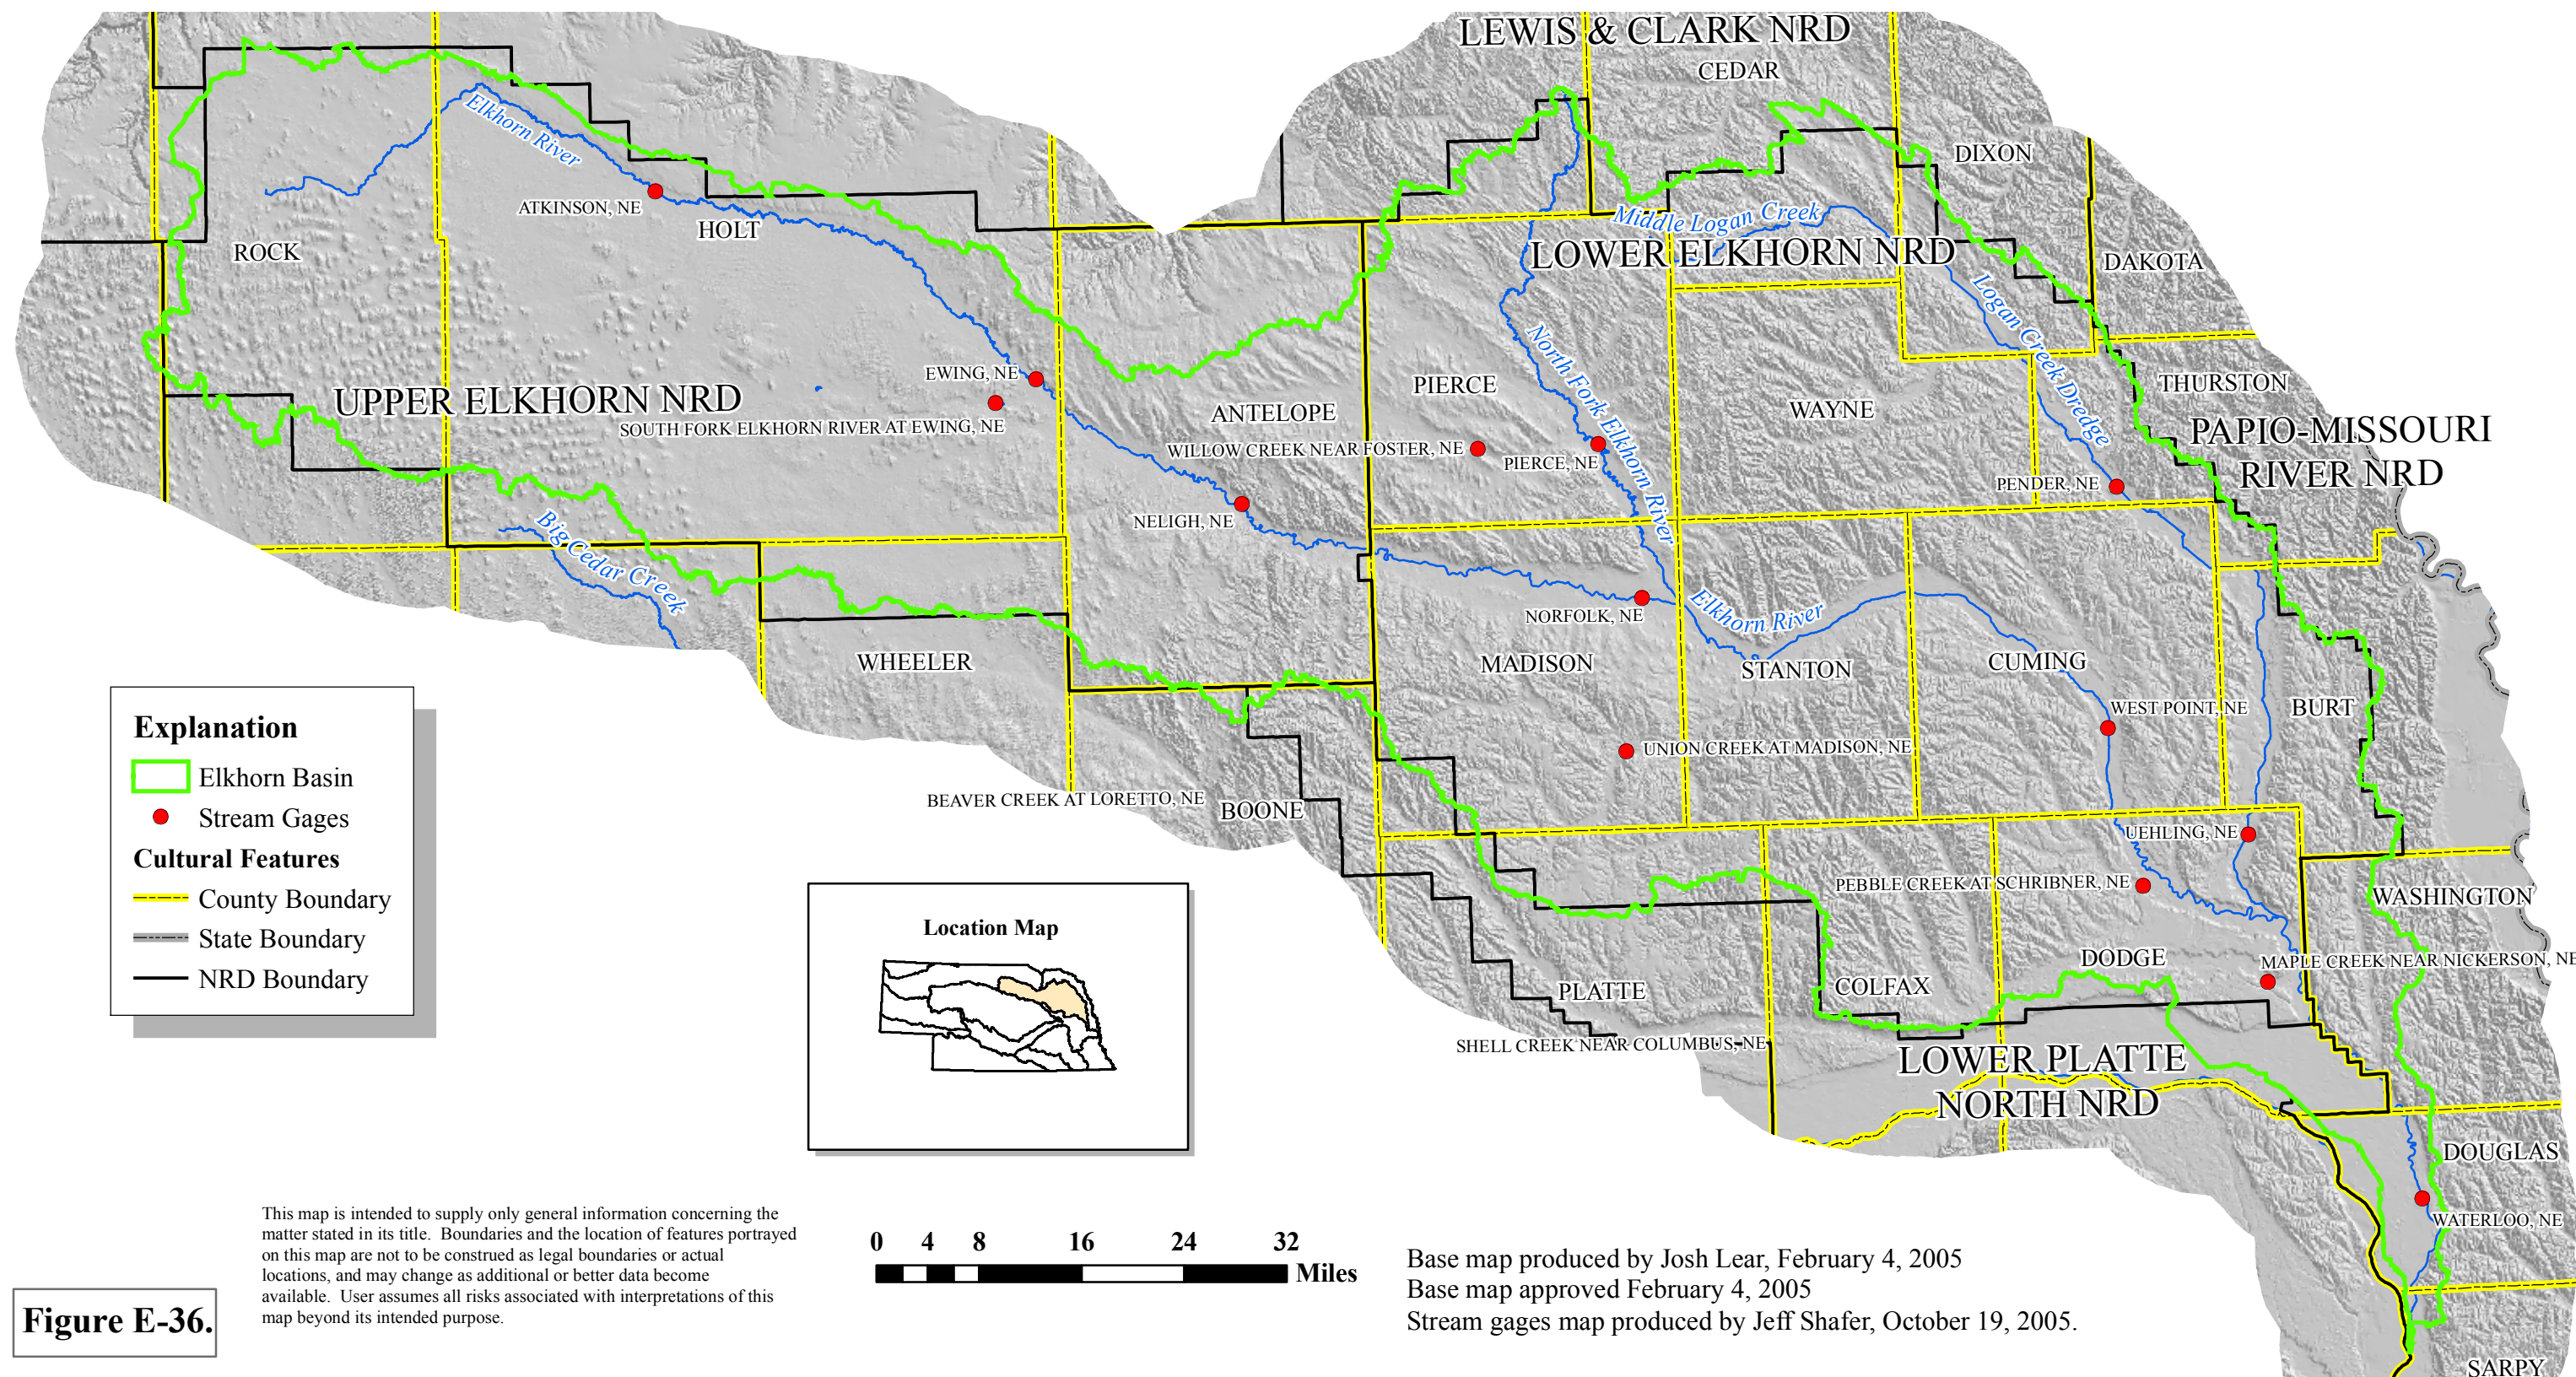 LEWIS & CLARK NRD
CEDAR
DIXON
Elkhorn River
ATKINSON, NE
HOLT
ROCK
Middle Logan Creek
LOWER ELKHORN NRD
DAKOTA
Logan Creek Dredge
North Fork Elkhorn River
EWING, NE
UPPER ELKHORN NRD
SOUTH FORK ELKHORN RIVER AT EWING, NE
ANTELOPE
PIERCE
WAYNE
THURSTON
WILLOW CREEK NEAR FOSTER, NE
PIERCE, NE
PAPIO-MISSOURI
RIVER NRD
PENDER, NE
NELIGH, NE
Big Cedar Creek
NORFOLK, NE
Elkhorn River
WHEELER
MADISON
STANTON
CUMING
WEST POINT, NE
BURT
UNION CREEK AT MADISON, NE
BEAVER CREEK AT LORETTO, NE
BOONE
UEHLING, NE
PEBBLE CREEK AT SCHRIBNER, NE
WASHINGTON
DODGE
MAPLE CREEK NEAR NICKERSON, NE
PLATTE
COLFAX
SHELL CREEK NEAR COLUMBUS, NE
LOWER PLATTE
NORTH NRD
DOUGLAS
WATERLOO, NE
SARPY
Explanation
Elkhorn Basin
Stream Gages
Cultural Features
County Boundary
State Boundary
NRD Boundary
Location Map
This map is intended to supply only general information concerning the
matter stated in its title. Boundaries and the location of features portrayed
on this map are not to be construed as legal boundaries or actual
locations, and may change as additional or better data become
available. User assumes all risks associated with interpretations of this
map beyond its intended purpose.
0 4 8 16 24 32
Miles
Base map produced by Josh Lear, February 4, 2005
Base map approved February 4, 2005
Stream gages map produced by Jeff Shafer, October 19, 2005.
Figure E-36.